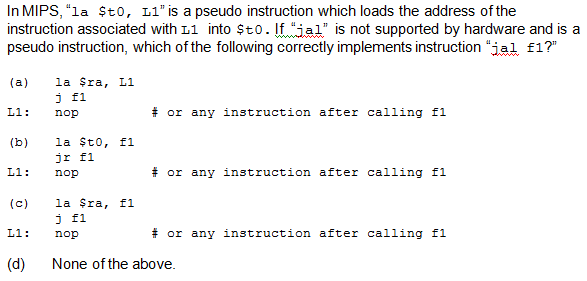 In MIPS, “la $t0, L1” is a pseudo instruction which loads the address of the
instruction associated with L1 into $t0. If “jal” is not supported by hardware and is a
pseudo instruction, which of the following correctly implements instruction “jal f1?”
(a) la $ra, L1
j f1
L1: nop # or any instruction after calling f1
(b) la $t0, f1
jr f1
L1: nop # or any instruction after calling f1
(c) la $ra, f1
j f1
L1: nop # or any instruction after calling f1
(d) None of the above.